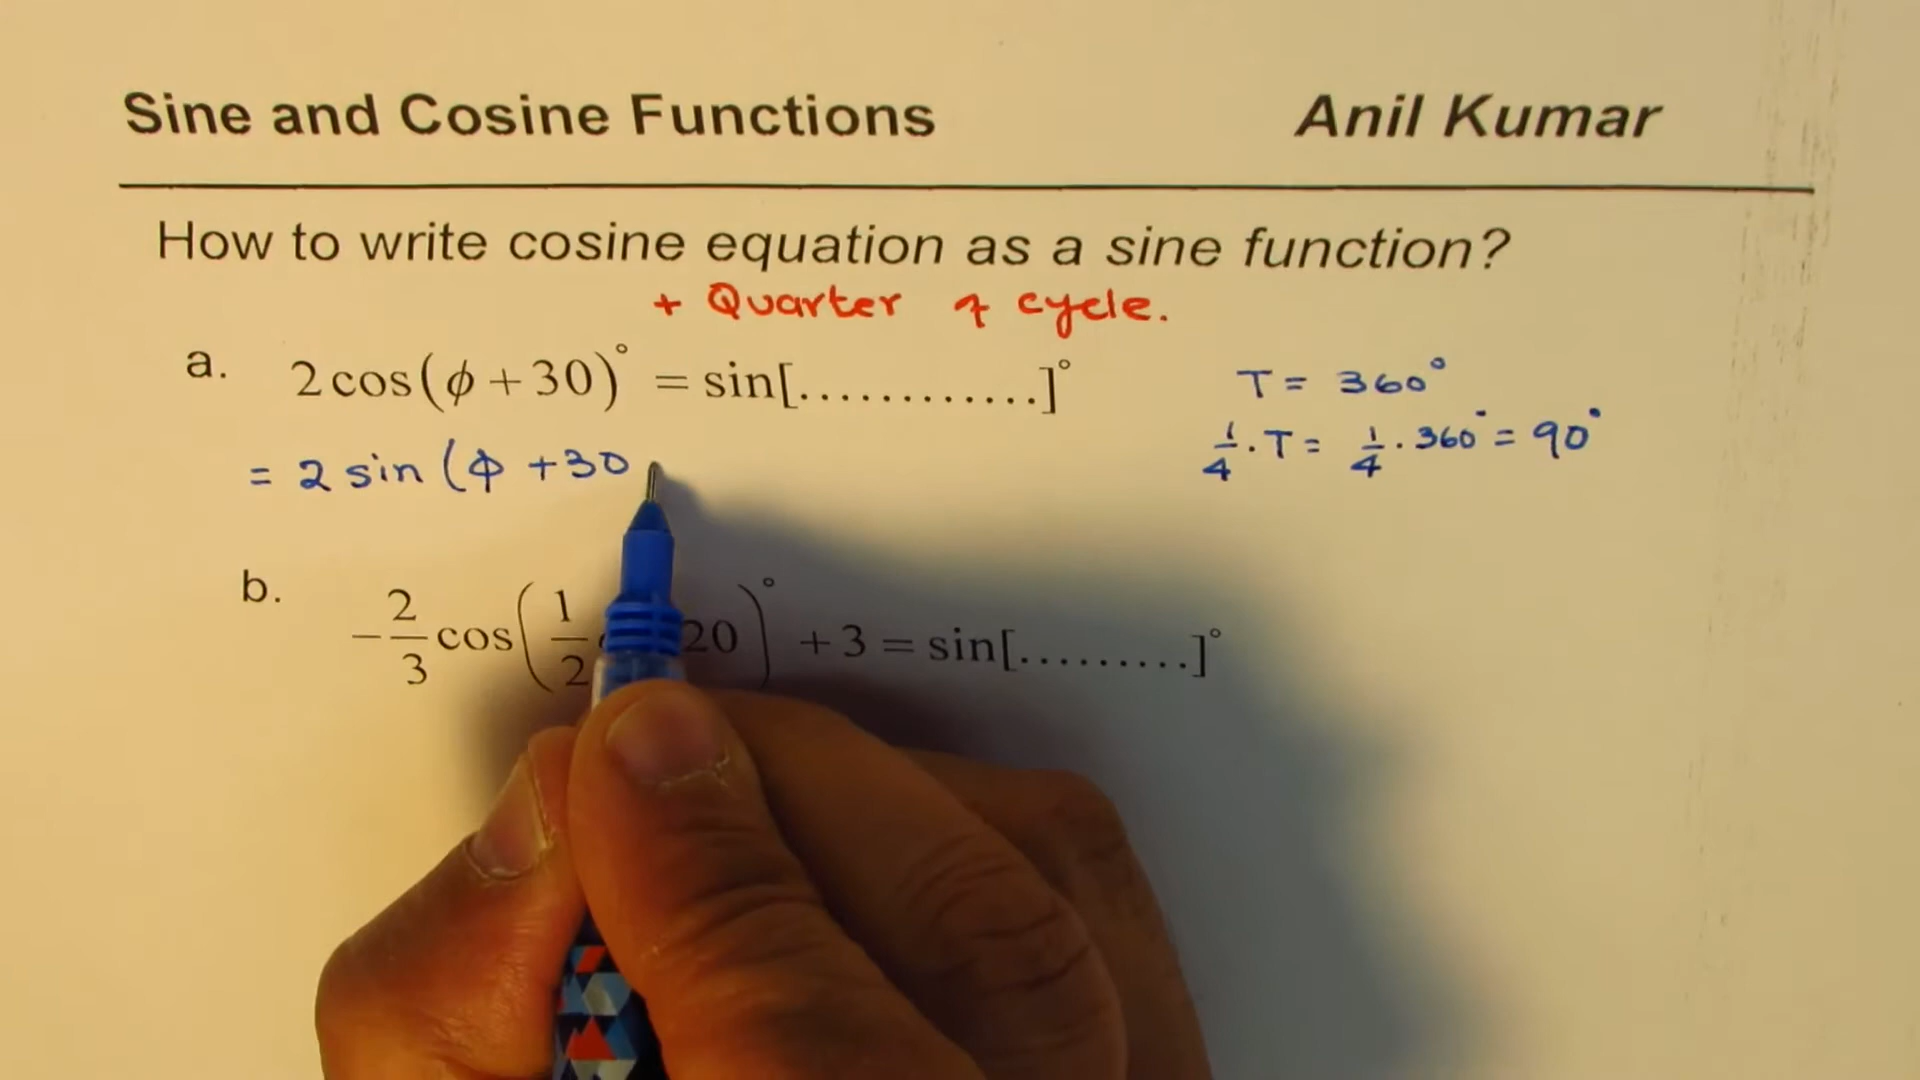 Sine and Cosine Functions Anil Kumar
How to write cosine equation as a sine function?
+ Quarter of cycle.
a. 2cos(ϕ+30)° = sin[............]°
T = 360°
= 2 sin (ϕ +30
1/4 · T = 1/4 · 360° = 90°
b. -2/3 cos(1/2 20)° +3 = sin[.........]°